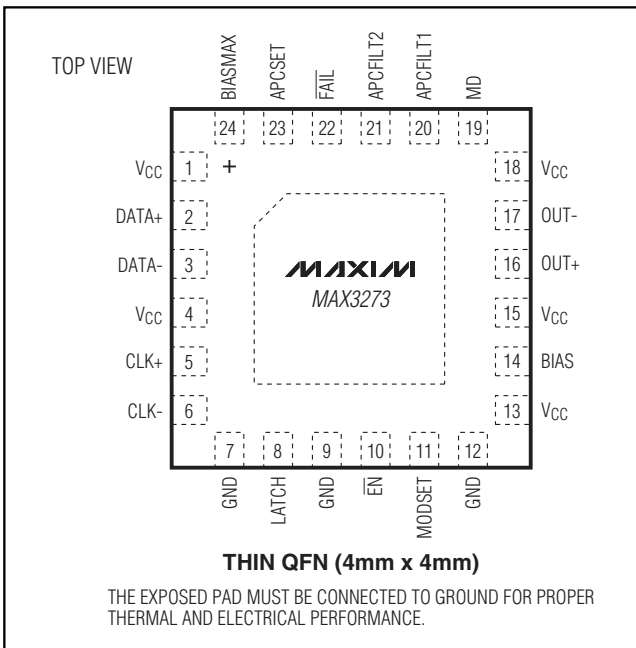 TOP VIEW
BIASMAX
APCSET
FAIL
APCFILT2
APCFILT1
MD
24 23 22 21 20 19
VCC 1 + 18 VCC
DATA+ 2 17 OUT-
DATA- 3 MAXIM 16 OUT+
MAX3273
VCC 4 15 VCC
CLK+ 5 14 BIAS
CLK- 6 13 VCC
7 8 9 10 11 12
GND
LATCH
GND
EN
MODSET
GND
THIN QFN (4mm x 4mm)
THE EXPOSED PAD MUST BE CONNECTED TO GROUND FOR PROPER
THERMAL AND ELECTRICAL PERFORMANCE.